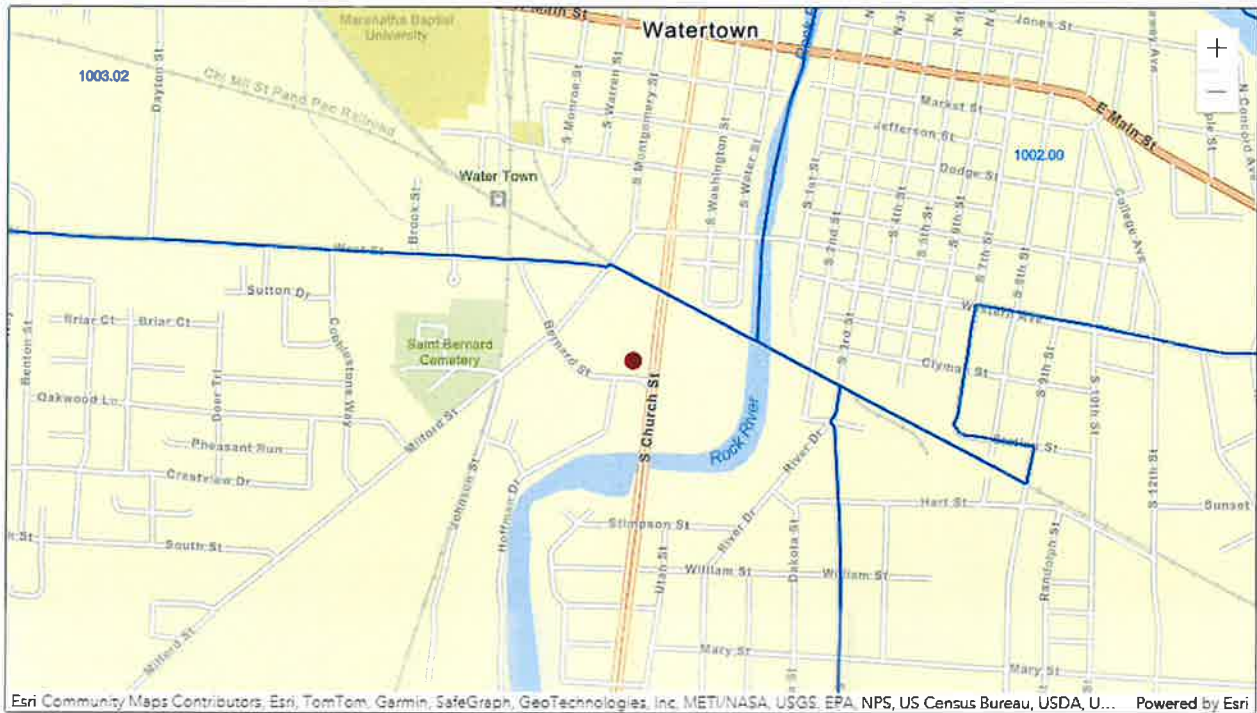 E Main St
Jones St
Maranatha Baptist
University
Watertown
1003.02
Dayton St
Chi Mil St Pand Pac Railroad
S Monroe St
S Warren St
S Montgomery St
Market St
Jefferson St
E Main St
N Concord Ave
1002.00
Dodge St
Water Town
S Washington St
S Water St
S 1st St
S 2nd St
S 4th St
S 5th St
S 6th St
S 7th St
S 8th St
College Ave
Brook St
West St
Sutton Dr
Western Ave
Briar Ct
Briar Ct
Benton St
Deer Trl
Cobblestone Way
Saint Bernard
Cemetery
Bernard St
S 3rd St
Clyman St
S 9th St
S 10th St
Oakwood Ln
S Church St
Rock River
Milford St
Pheasant Run
River Dr
Station St
Crestview Dr
Johnson St
Hoffman Dr
Hart St
S 12th St
Sunset
Stimpson St
River Dr
Dakota St
Randolph St
South St
Utah St
William St
William St
Milford St
Mary St
Mary St
Esri Community Maps Contributors, Esri, TomTom, Garmin, SafeGraph, GeoTechnologies, Inc, METI/NASA, USGS, EPA, NPS, US Census Bureau, USDA, U... Powered by Esri